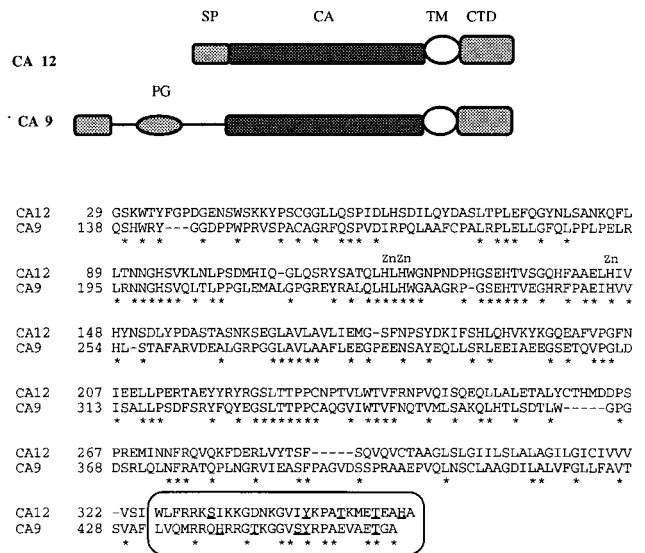 SP CA TM CTD
CA 12
PG
CA 9
CA12 29 GSKWTYFGPDGENSWSKKYPSCGGLLQSPIDLHSDILQYDASLTPLEFQGYNLSANKQFL
CA9 138 QSHWRY---GGDPPWPRVSPACAGRFQSPVDIRPQLAAFCPALRPLELLGFQLPPLPELR
ZnZn Zn
CA12 89 LTNNGHSVKLNLPSDMHIQ-GLQSRYSATQLHLHWGNPNDPHGSEHTVSGQHFAAELHIV
CA9 195 LRNNGHSVQLTLPPGLEMALGPGREYRALQLHLHWGAAGRP-GSEHTVEGHRFPAEIHVV
CA12 148 HYNSDLYPDASTASNKSEGLAVLAVLIEMG-SFNPSYDKIFSHLQHVKYKGQEAFVPGFN
CA9 254 HL-STAFARVDEALGRPGGLAVLAAFLEEGPEENSAYEQLLSRLEEIAEEGSETQVPGLD
CA12 207 IEELLPERTAEYYRYRGSLTTPPCNPTVLWTVFRNPVQISQEQLLALETALYCTHMDDPS
CA9 313 ISALLPSDFSRYFQYEGSLTTPPCAQGVIWTVFNQTVMLSAKQLHTLSDTLW-----GPG
CA12 267 PREMINNFRQVQKFDERLVYTSF-----SQVQVCTAAGLSLGIILSLALAGILGICIVVV
CA9 368 DSRLQLNFRATQPLNGRVIEASFPAGVDSSPRAAEPVQLNSCLAAGDILALVFGLLFAVT
CA12 322 -VSI WLFRRKSIKKGDNKGVIYKPATKMETEAHA
CA9 428 SVAF LVQMRRQHRRGTKGGVSYRPAEVAETGA